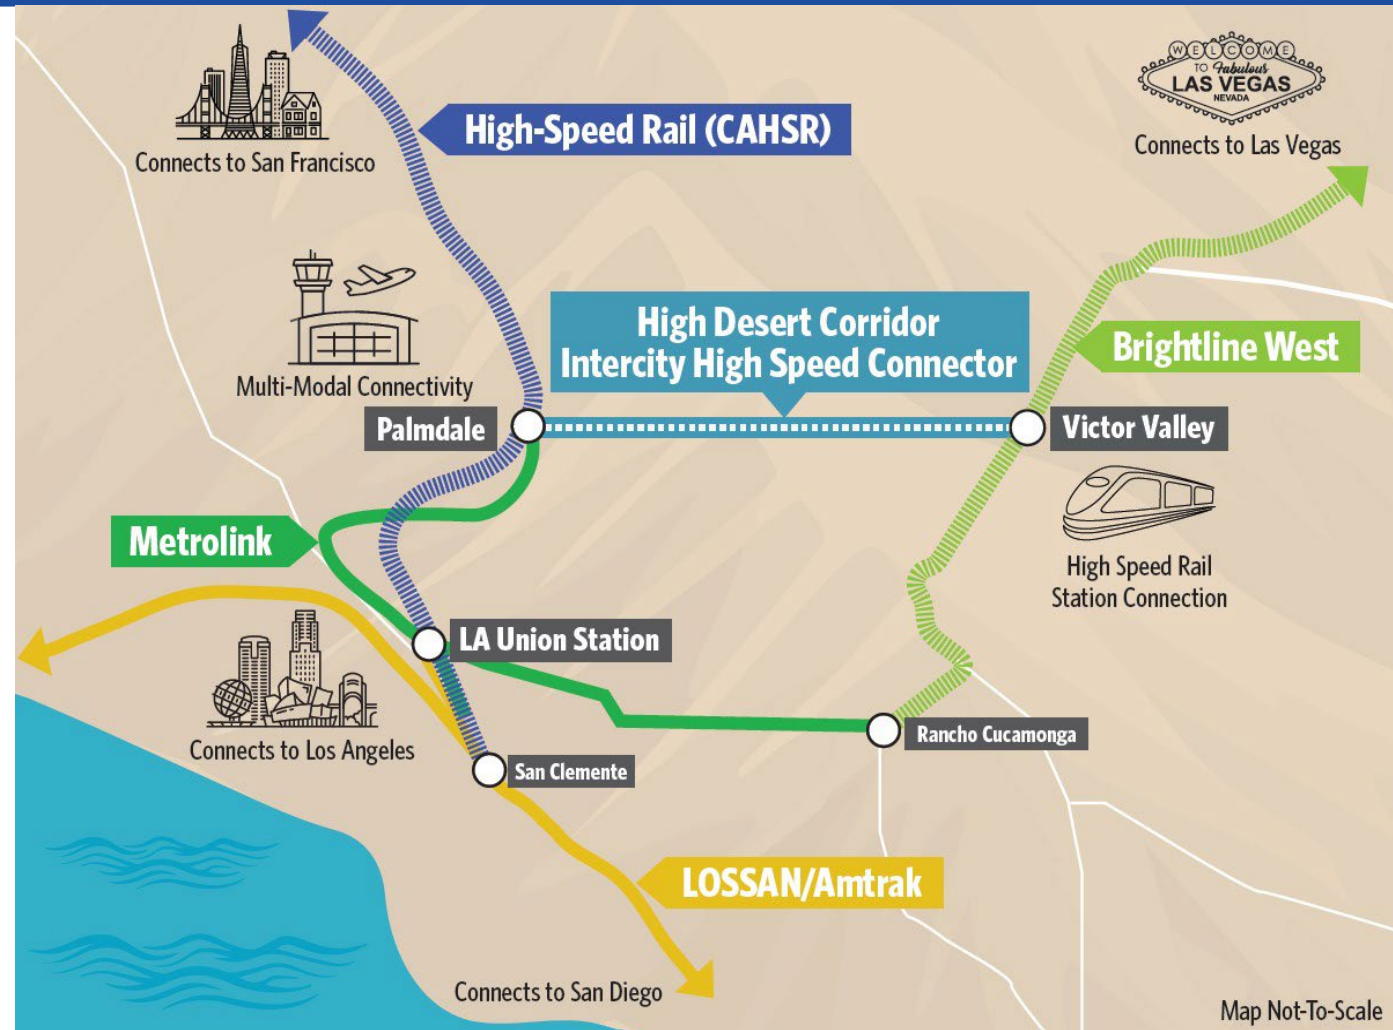 WELCOME
TO Fabulous
LAS VEGAS
NEVADA
Connects to Las Vegas
High-Speed Rail (CAHSR)
Connects to San Francisco
High Desert Corridor
Intercity High Speed Connector
Brightline West
Multi-Modal Connectivity
Palmdale
Victor Valley
Metrolink
High Speed Rail
Station Connection
LA Union Station
Rancho Cucamonga
Connects to Los Angeles
San Clemente
LOSSAN/Amtrak
Connects to San Diego
Map Not-To-Scale